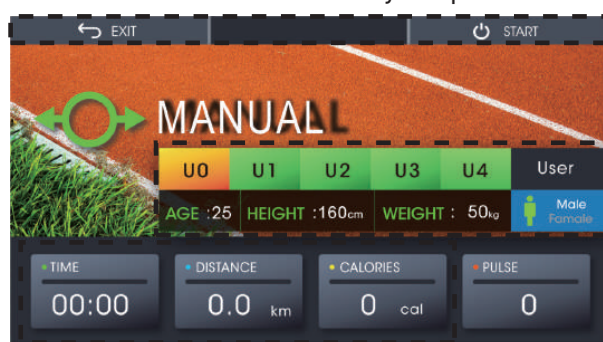 EXIT
START
MANUAL
U0 U1 U2 U3 U4 User
AGE :25 HEIGHT :160cm WEIGHT : 50kg Male
Famale
TIME DISTANCE CALORIES PULSE
00:00 0.0 km 0 cal 0